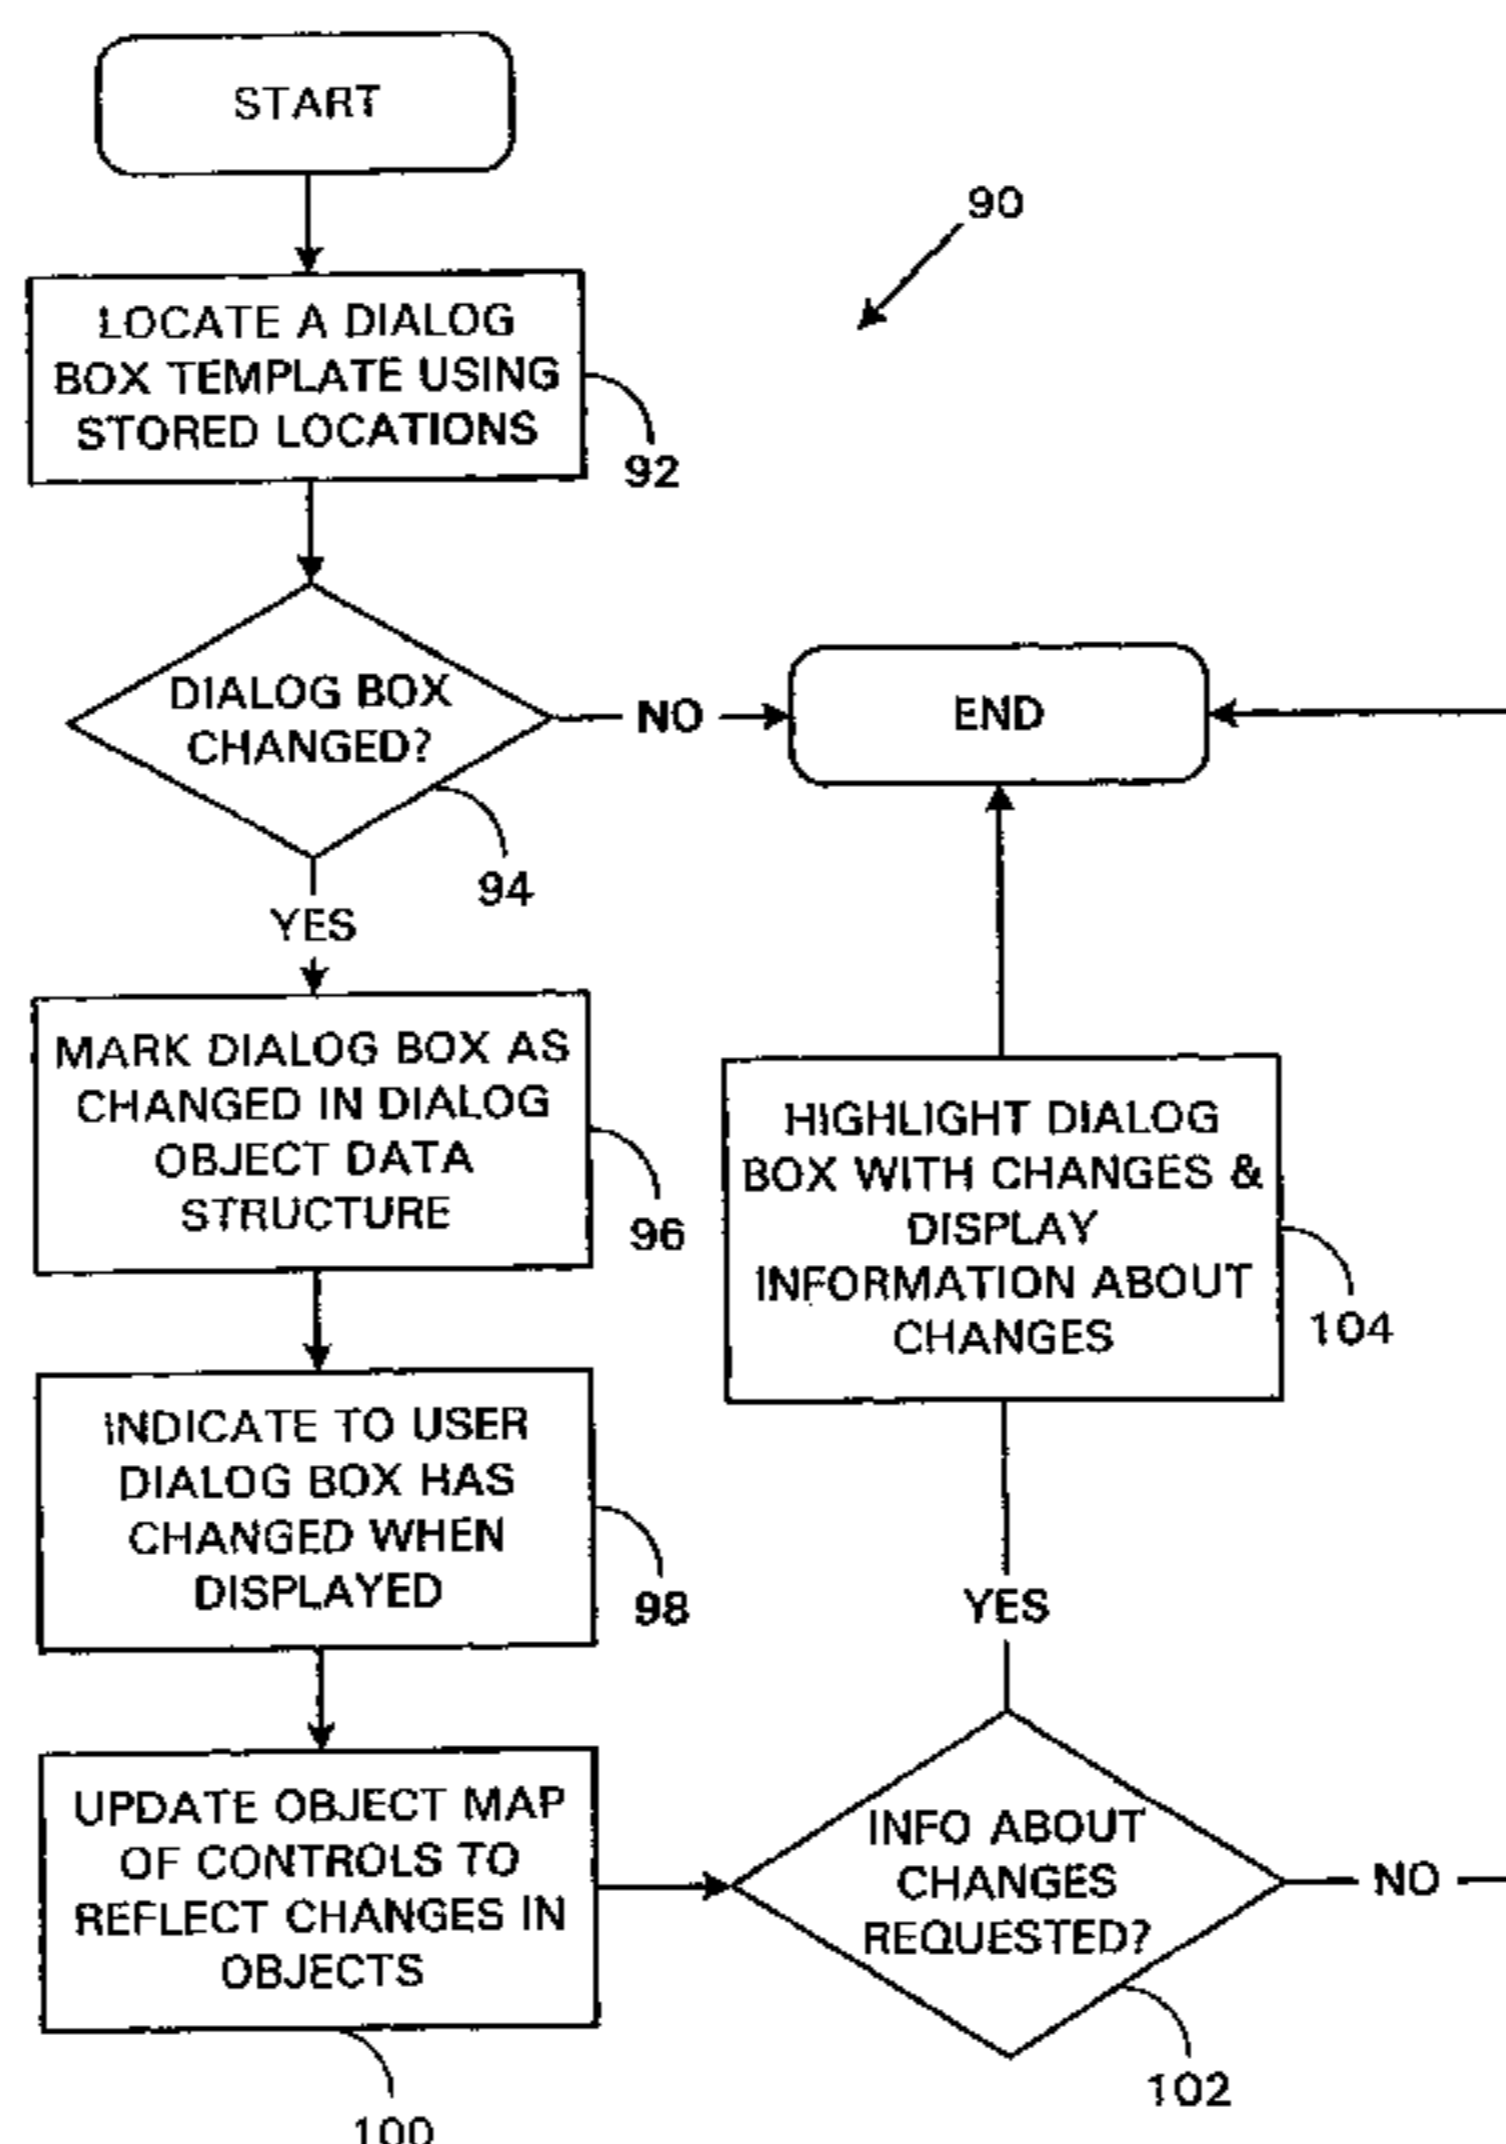 START
90
LOCATE A DIALOG
BOX TEMPLATE USING
STORED LOCATIONS
92
DIALOG BOX
CHANGED?
NO
END
94
YES
MARK DIALOG BOX AS
CHANGED IN DIALOG
OBJECT DATA
STRUCTURE
96
HIGHLIGHT DIALOG
BOX WITH CHANGES &
DISPLAY
INFORMATION ABOUT
CHANGES
104
INDICATE TO USER
DIALOG BOX HAS
CHANGED WHEN
DISPLAYED
98
YES
UPDATE OBJECT MAP
OF CONTROLS TO
REFLECT CHANGES IN
OBJECTS
100
INFO ABOUT
CHANGES
REQUESTED?
NO
102